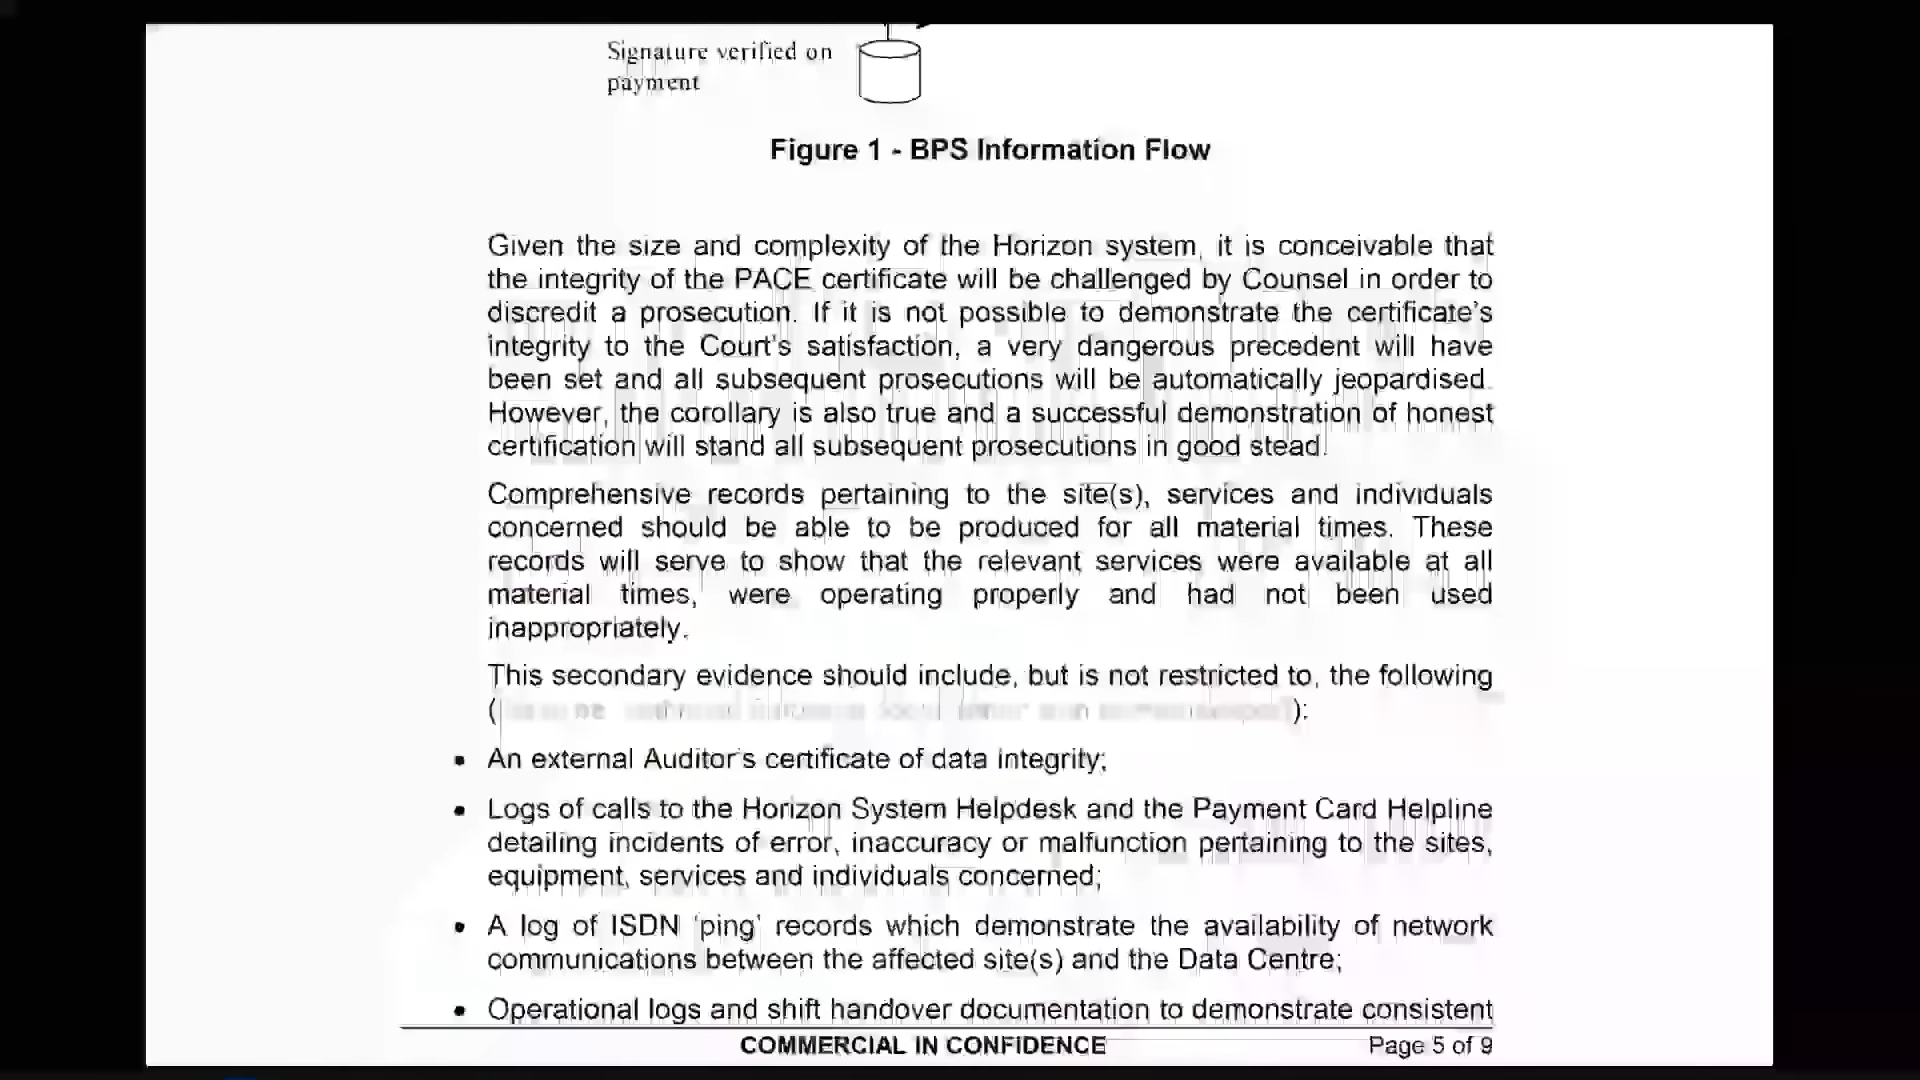 Signature verified on
payment
Figure 1 - BPS Information Flow
Given the size and complexity of the Horizon system, it is conceivable that
the integrity of the PACE certificate will be challenged by Counsel in order to
discredit a prosecution. If it is not possible to demonstrate the certificate's
integrity to the Court's satisfaction, a very dangerous precedent will have
been set and all subsequent prosecutions will be automatically jeopardised.
However, the corollary is also true and a successful demonstration of honest
certification will stand all subsequent prosecutions in good stead.
Comprehensive records pertaining to the site(s), services and individuals
concerned should be able to be produced for all material times. These
records will serve to show that the relevant services were available at all
material times, were operating properly and had not been used
inappropriately.
This secondary evidence should include, but is not restricted to, the following
( ):
• An external Auditor's certificate of data integrity;
• Logs of calls to the Horizon System Helpdesk and the Payment Card Helpline
detailing incidents of error, inaccuracy or malfunction pertaining to the sites,
equipment, services and individuals concerned;
• A log of ISDN 'ping' records which demonstrate the availability of network
communications between the affected site(s) and the Data Centre;
• Operational logs and shift handover documentation to demonstrate consistent
COMMERCIAL IN CONFIDENCE Page 5 of 9